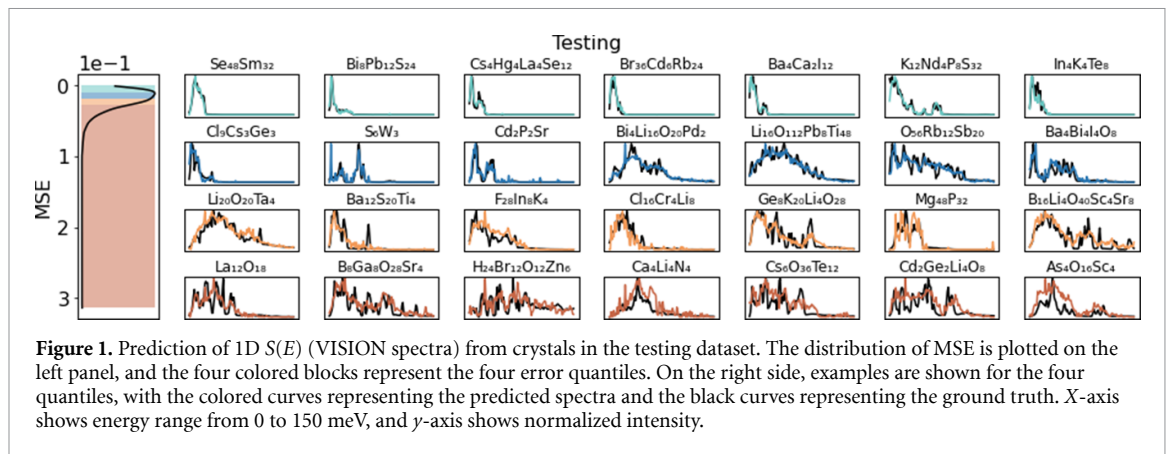 Testing
1e−1
Se₄₈Sm₃₂ Bi₈Pb₁₂S₂₄ Cs₄Hg₄La₄Se₁₂ Br₃₆Cd₆Rb₂₄ Ba₄Ca₂I₁₂ K₁₂Nd₄P₈S₃₂ In₄K₄Te₈
0
Cl₉Cs₃Ge₃ S₆W₃ Cd₂P₂Sr Bi₄Li₁₆O₂₀Pd₂ Li₁₆O₁₁₂Pb₈Ti₄₈ O₅₆Rb₁₂Sb₂₀ Ba₄Bi₄I₄O₈
1
MSE
Li₂₀O₂₀Ta₄ Ba₁₂S₂₀Ti₄ F₂₈In₈K₄ Cl₁₆Cr₄Li₈ Ge₈K₂₀Li₄O₂₈ Mg₄₈P₃₂ B₁₆Li₄O₄₀Sc₄Sr₈
2
La₁₂O₁₈ B₈Ga₈O₂₈Sr₄ H₂₄Br₁₂O₁₂Zn₆ Ca₄Li₄N₄ Cs₆O₃₆Te₁₂ Cd₂Ge₂Li₄O₈ As₄O₁₆Sc₄
3
Figure 1. Prediction of 1D S(E) (VISION spectra) from crystals in the testing dataset. The distribution of MSE is plotted on the
left panel, and the four colored blocks represent the four error quantiles. On the right side, examples are shown for the four
quantiles, with the colored curves representing the predicted spectra and the black curves representing the ground truth. X-axis
shows energy range from 0 to 150 meV, and y-axis shows normalized intensity.